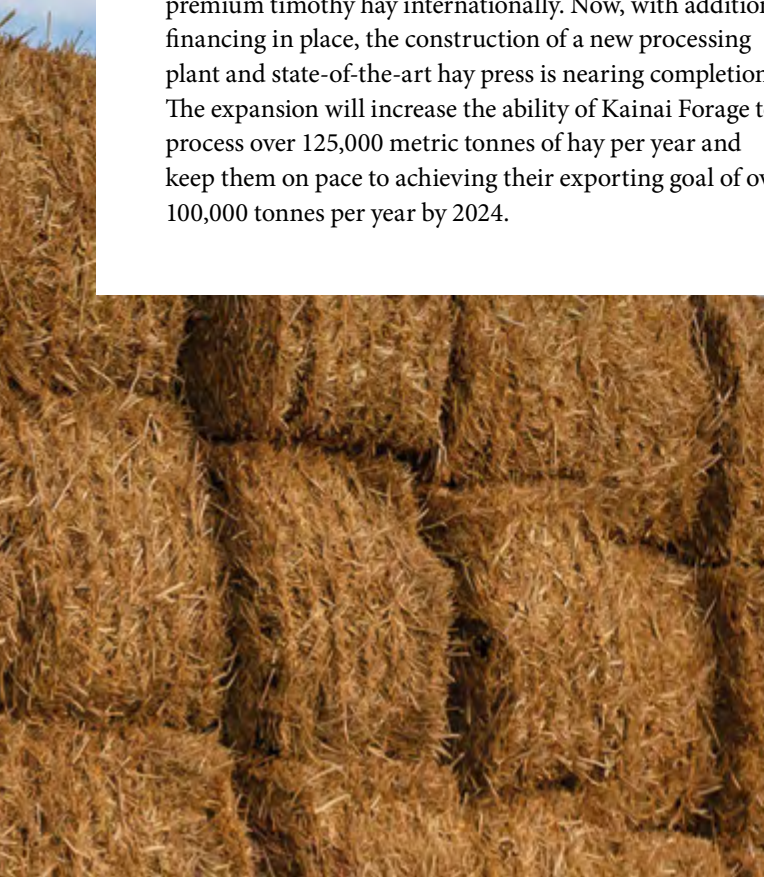 premium timothy hay internationally. Now, with addition
financing in place, the construction of a new processing
plant and state-of-the-art hay press is nearing completion
The expansion will increase the ability of Kainai Forage t
process over 125,000 metric tonnes of hay per year and
keep them on pace to achieving their exporting goal of ov
100,000 tonnes per year by 2024.